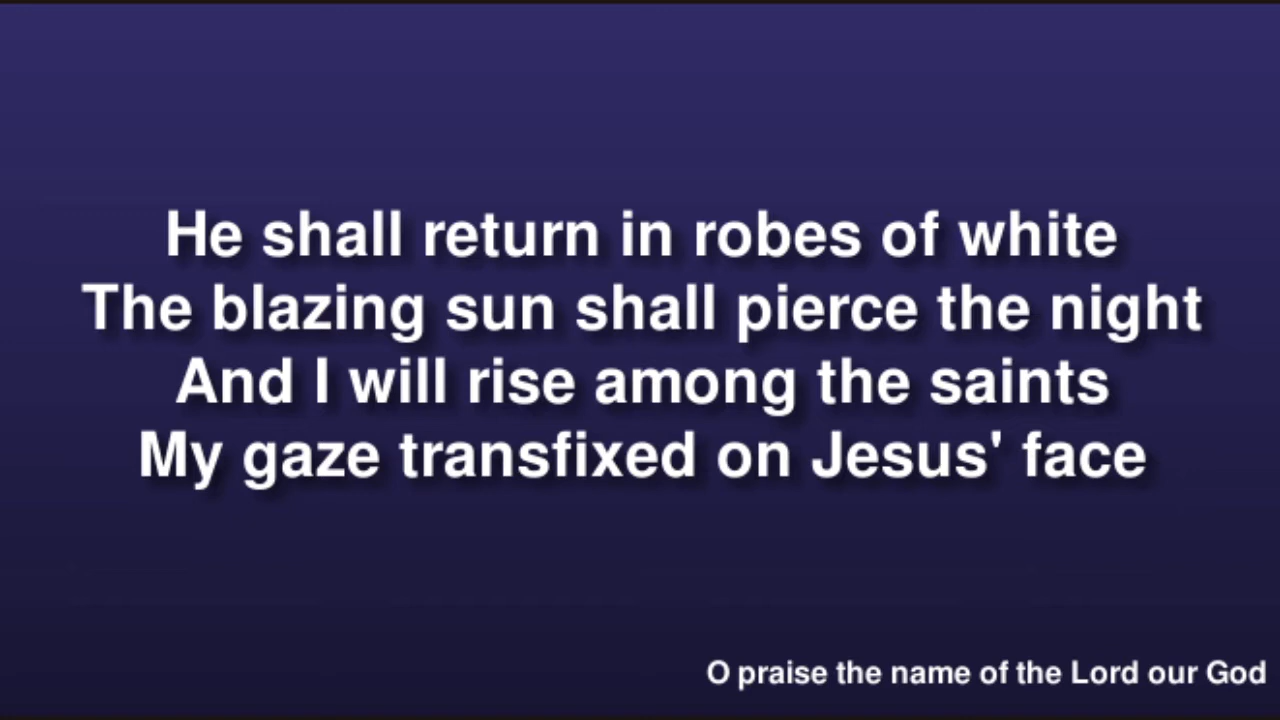 He shall return in robes of white
The blazing sun shall pierce the night
And I will rise among the saints
My gaze transfixed on Jesus' face
O praise the name of the Lord our God